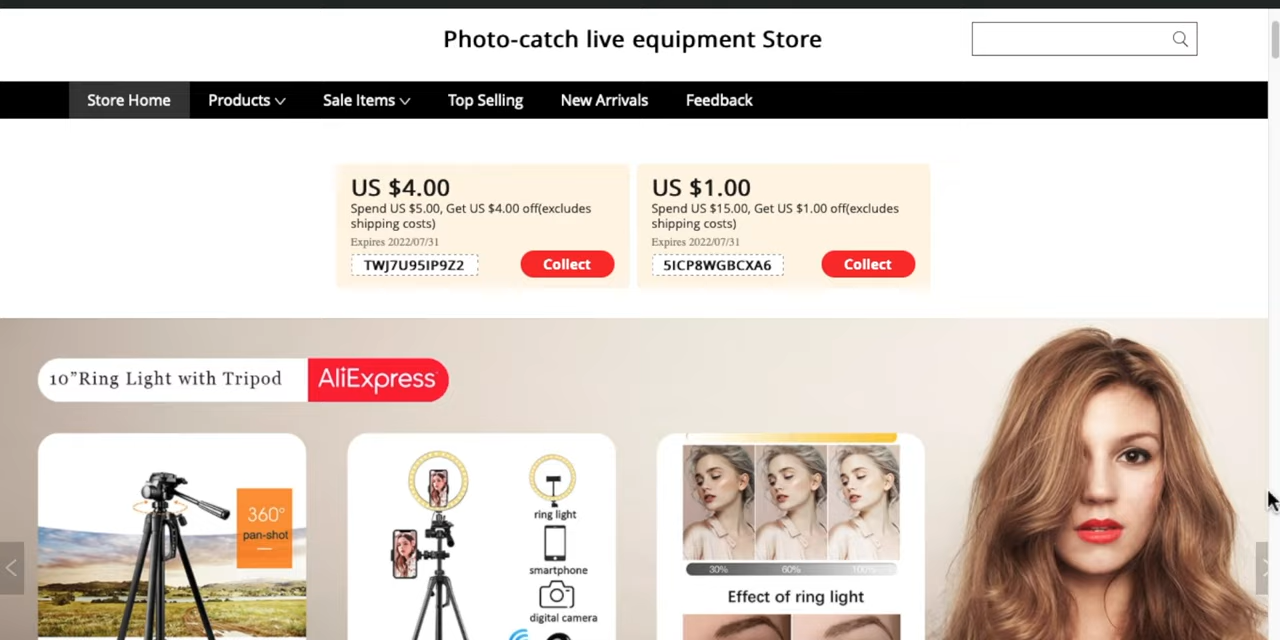 Photo-catch live equipment Store
Store Home Products Sale Items Top Selling New Arrivals Feedback
US $4.00
Spend US $5.00, Get US $4.00 off(excludes
shipping costs)
Expires 2022/07/31
TWJ7U95IP9Z2 Collect
US $1.00
Spend US $15.00, Get US $1.00 off(excludes
shipping costs)
Expires 2022/07/31
5ICP8WGBCXA6 Collect
10”Ring Light with Tripod AliExpress
360°
pan-shot
ring light
smartphone
digital camera
30% 60% 100%
Effect of ring light